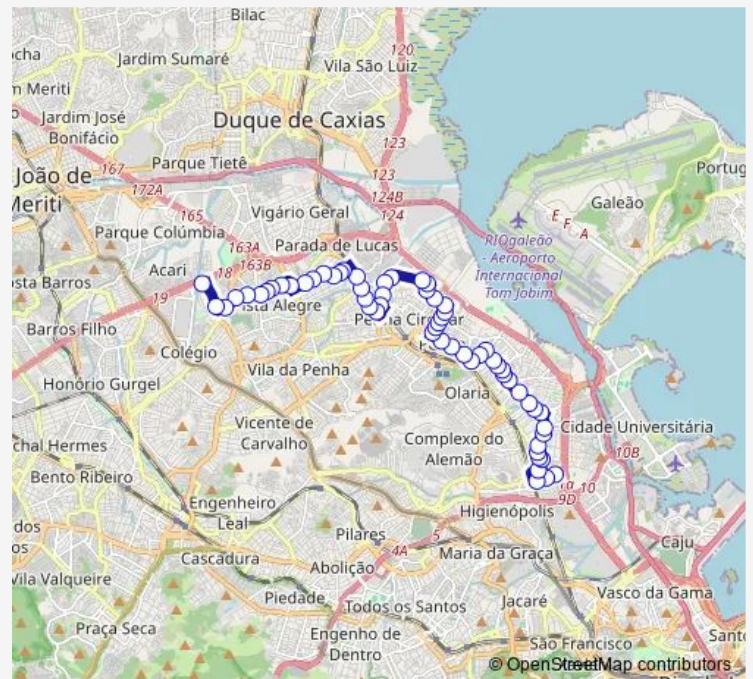 Bilac
120
Jardim Sumaré
Vila São Luiz
Meriti
Jardim José
Bonifácio
Duque de Caxias
123
167
Parque Tietê
172A
123
124B
João de
Meriti
165
Vigário Geral
124
Galeão
Portug
E F A
Parque Colúmbia
163A
Parada de Lucas
RIOgaleão
- Aeroporto
Internacional
Tom Jobim
Acari
18
163B
19
Barros
Alegre
Barros Filho
Colégio
Vila da Penha
Honório Gurgel
Olaria
Vicente de
Carvalho
Cidade Universitária
Complexo do
Alemão
10B
Hermes
Bento Ribeiro
10
9D
Engenheiro
Leal
Higienópolis
Pilares
5
4A
Maria da Graça
Caju
Cascadura
Abolição
Vila Valqueire
Piedade
Todos os Santos
Jacaré
Vasco da Gama
Praça Seca
Engenho de
Dentro
São Francisco
© OpenStreetMap contributors